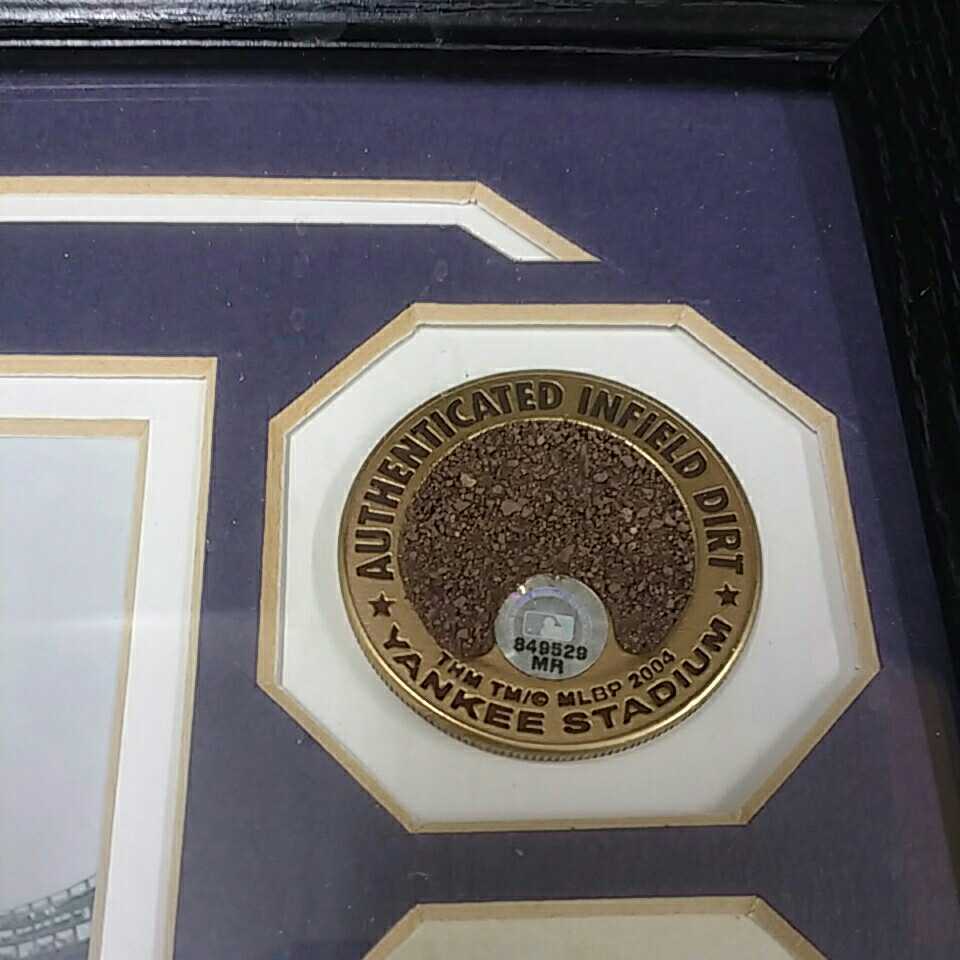 AUTHENTICATED INFIELD DIRT
849529
MR
THM TM/© MLBP 2004
★ YANKEE STADIUM ★